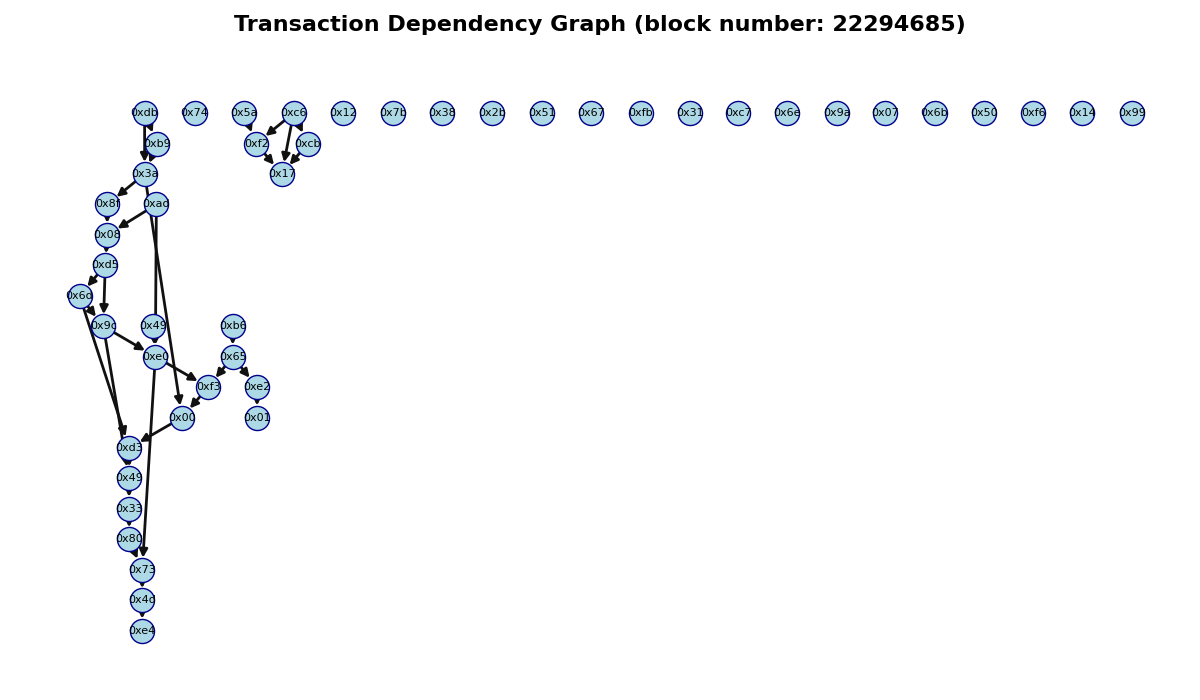 Transaction Dependency Graph (block number: 22294685)
0xdb 0x74 0x5a 0xc6 0x12 0x7b 0x38 0x2b 0x51 0x67 0xfb 0x31 0xc7 0x6e 0x9a 0x07 0x6b 0x50 0xf6 0x14 0x99
0xb9 0xf2 0xcb
0x3a 0x17
0x8f 0xad
0x08
0xd5
0x6d
0x9c 0x49 0xb6
0xe0 0x65
0xf3 0xe2
0x00 0x01
0xd3
0x49
0x33
0x80
0x73
0x4d
0xe4